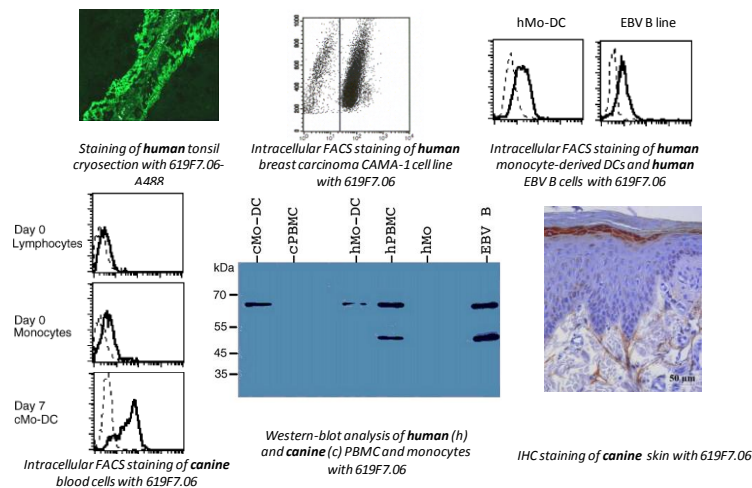 hMo-DC
EBV B line
Staining of human tonsil
cryosection with 619F7.06-
A488
Intracellular FACS staining of human
breast carcinoma CAMA-1 cell line
with 619F7.06
Intracellular FACS staining of human
monocyte-derived DCs and human
EBV B cells with 619F7.06
Day 0
Lymphocytes
Day 0
Monocytes
Day 7
cMo-DC
Intracellular FACS staining of canine
blood cells with 619F7.06
cMo-DC
cPBMC
hMo-DC
hPBMC
hMo
EBV B
kDa
70
55
45
35
Western-blot analysis of human (h)
and canine (c) PBMC and monocytes
with 619F7.06
50 nm
IHC staining of canine skin with 619F7.06